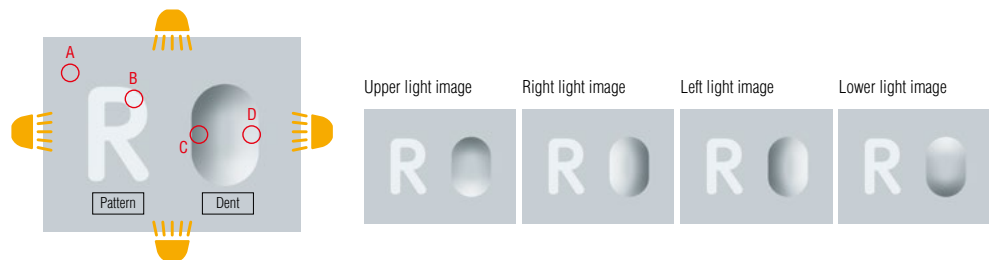 A
B
R
C
D
Pattern
Dent
Upper light image
Right light image
Left light image
Lower light image
R
R
R
R